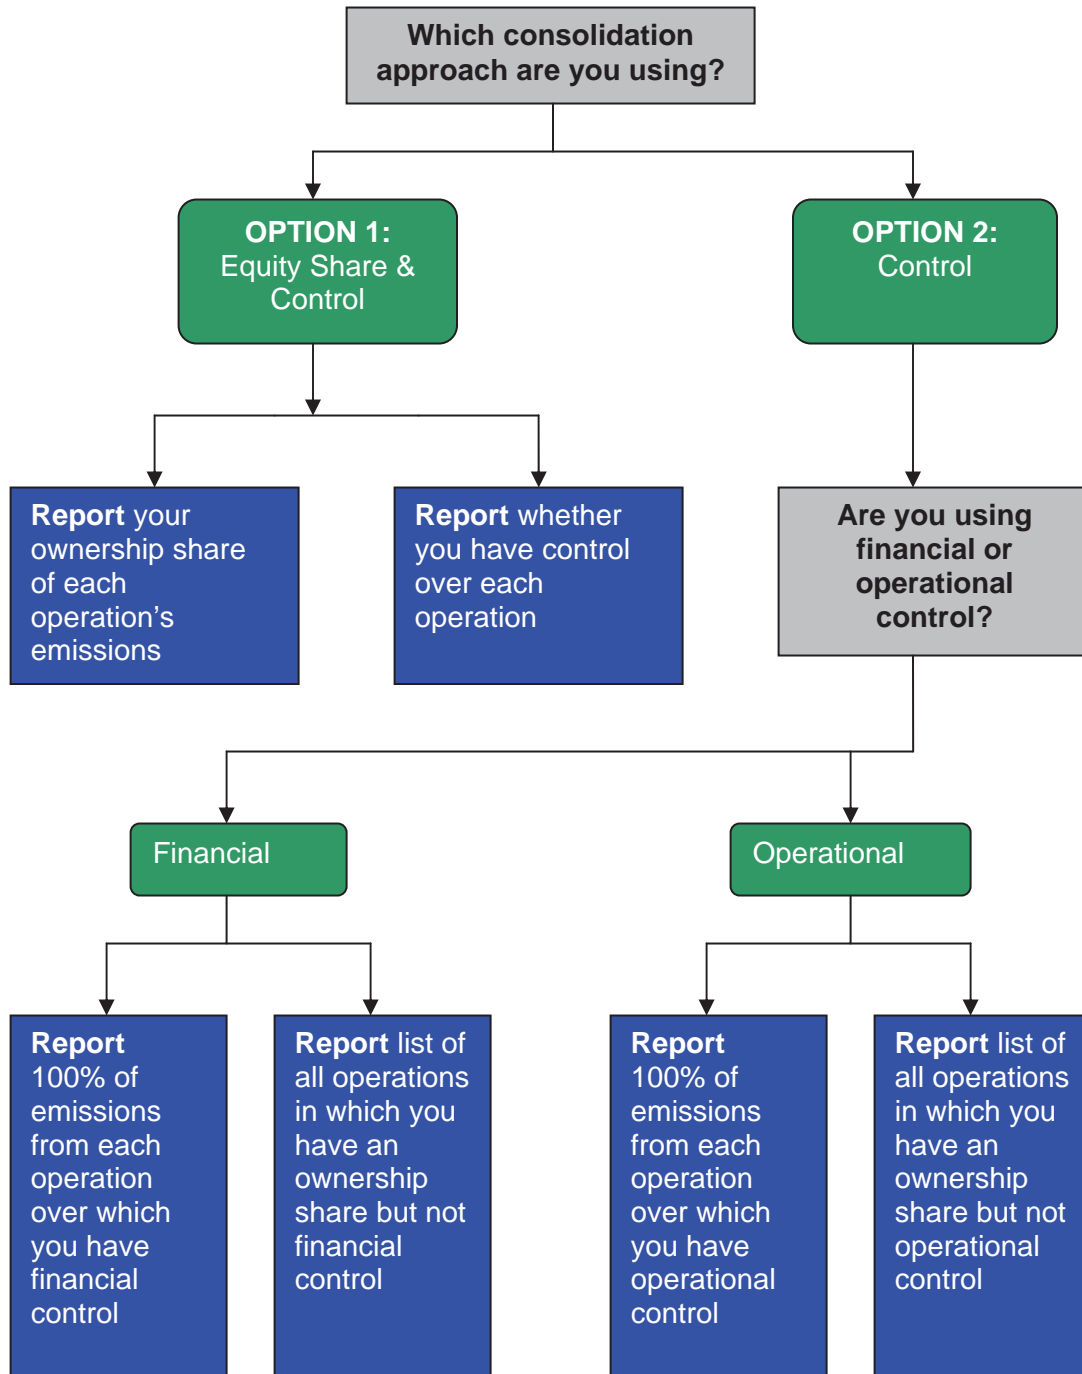 Which consolidation
approach are you using?
OPTION 1:
Equity Share &
Control
OPTION 2:
Control
Report your
ownership share
of each
operation’s
emissions
Report whether
you have control
over each
operation
Are you using
financial or
operational
control?
Financial
Operational
Report
100% of
emissions
from each
operation
over which
you have
financial
control
Report list of
all operations
in which you
have an
ownership
share but not
financial
control
Report
100% of
emissions
from each
operation
over which
you have
operational
control
Report list of
all operations
in which you
have an
ownership
share but not
operational
control